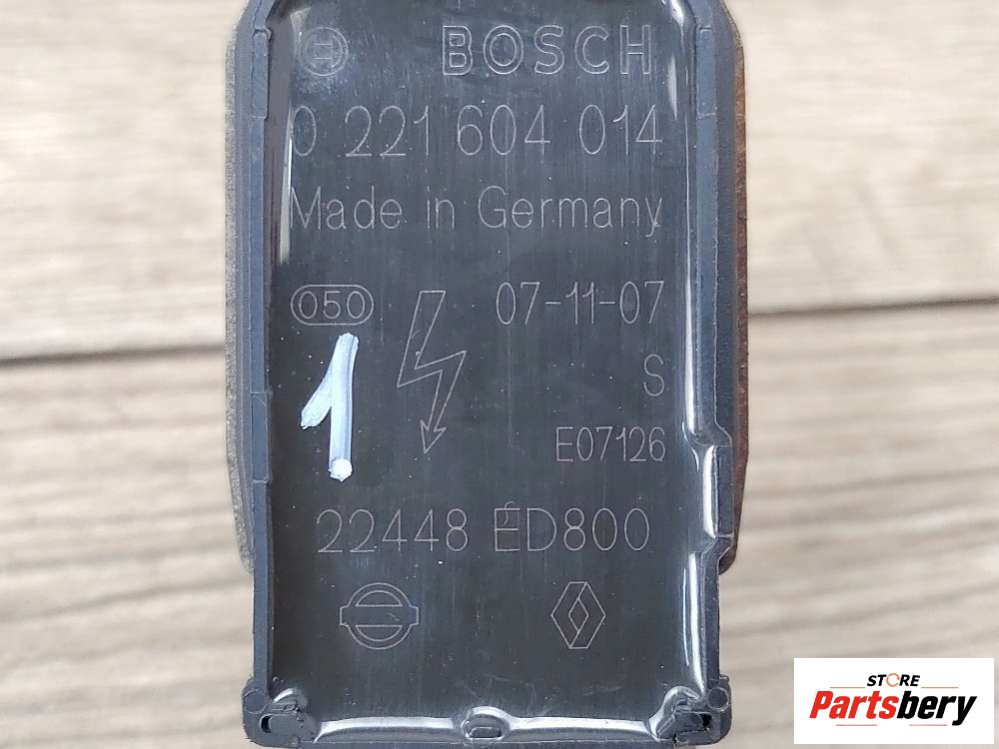 BOSCH
0 221 604 014
Made in Germany
050 07-11-07
1 S
E07126
22448 ED800
STORE
Partsbery